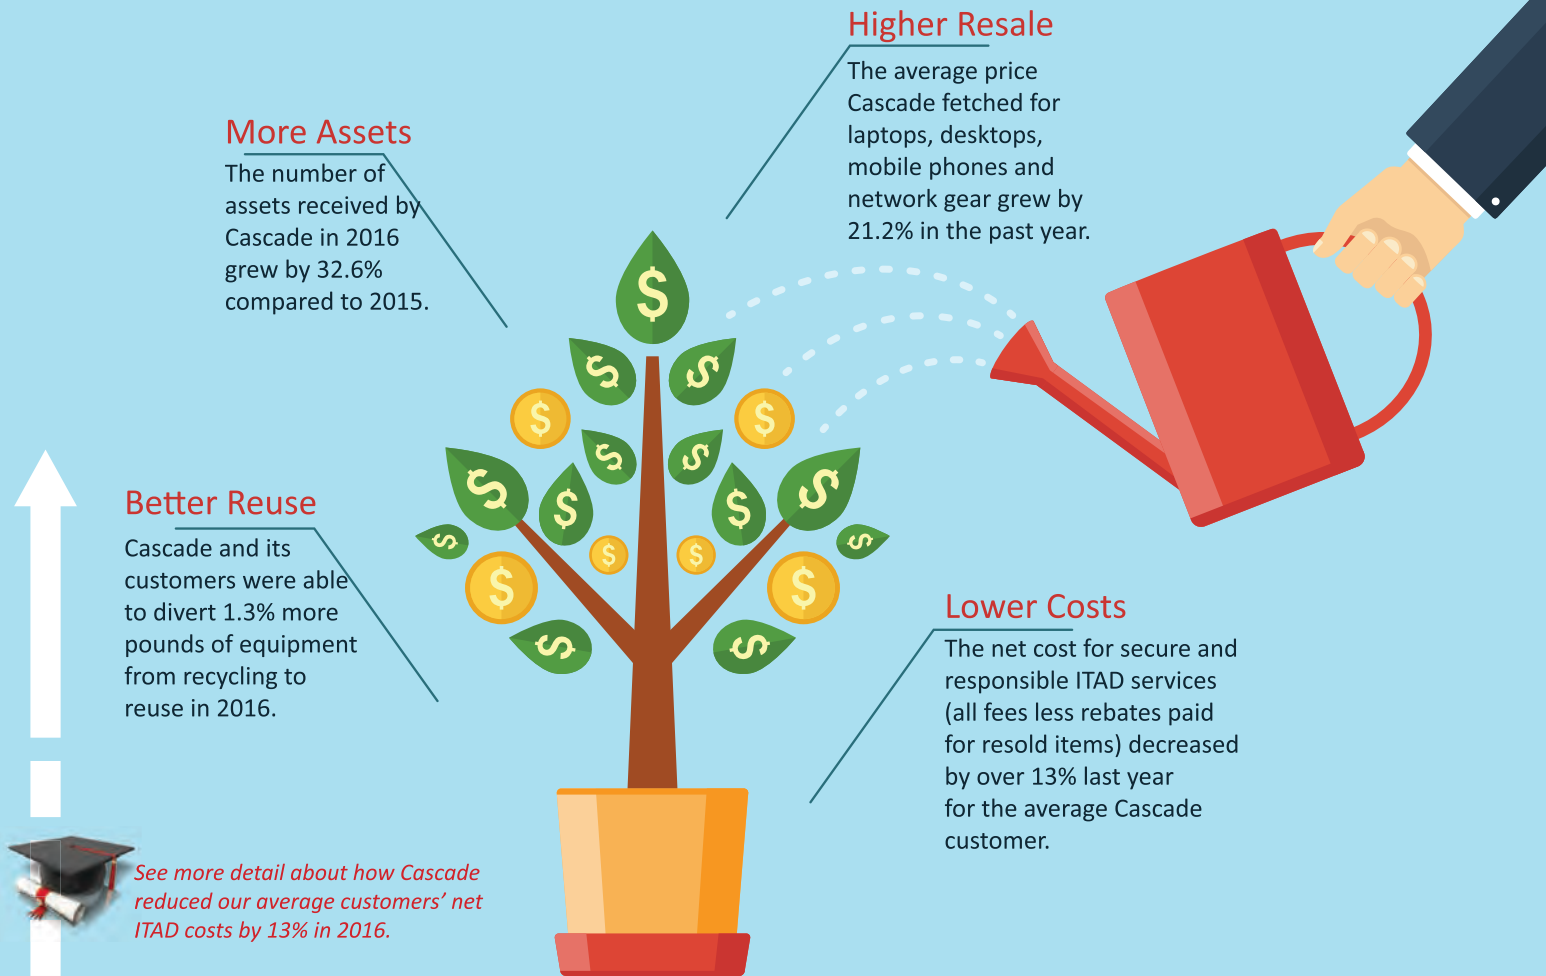 Higher Resale
The average price
Cascade fetched for
laptops, desktops,
mobile phones and
network gear grew by
21.2% in the past year.
More Assets
The number of
assets received by
Cascade in 2016
grew by 32.6%
compared to 2015.
$
$ $
$ $
$ $
$ $
$ $
$ $
$ $
$ $
$ $
Better Reuse
Cascade and its
customers were able
to divert 1.3% more
pounds of equipment
from recycling to
reuse in 2016.
Lower Costs
The net cost for secure and
responsible ITAD services
(all fees less rebates paid
for resold items) decreased
by over 13% last year
for the average Cascade
customer.
See more detail about how Cascade
reduced our average customers’ net
ITAD costs by 13% in 2016.